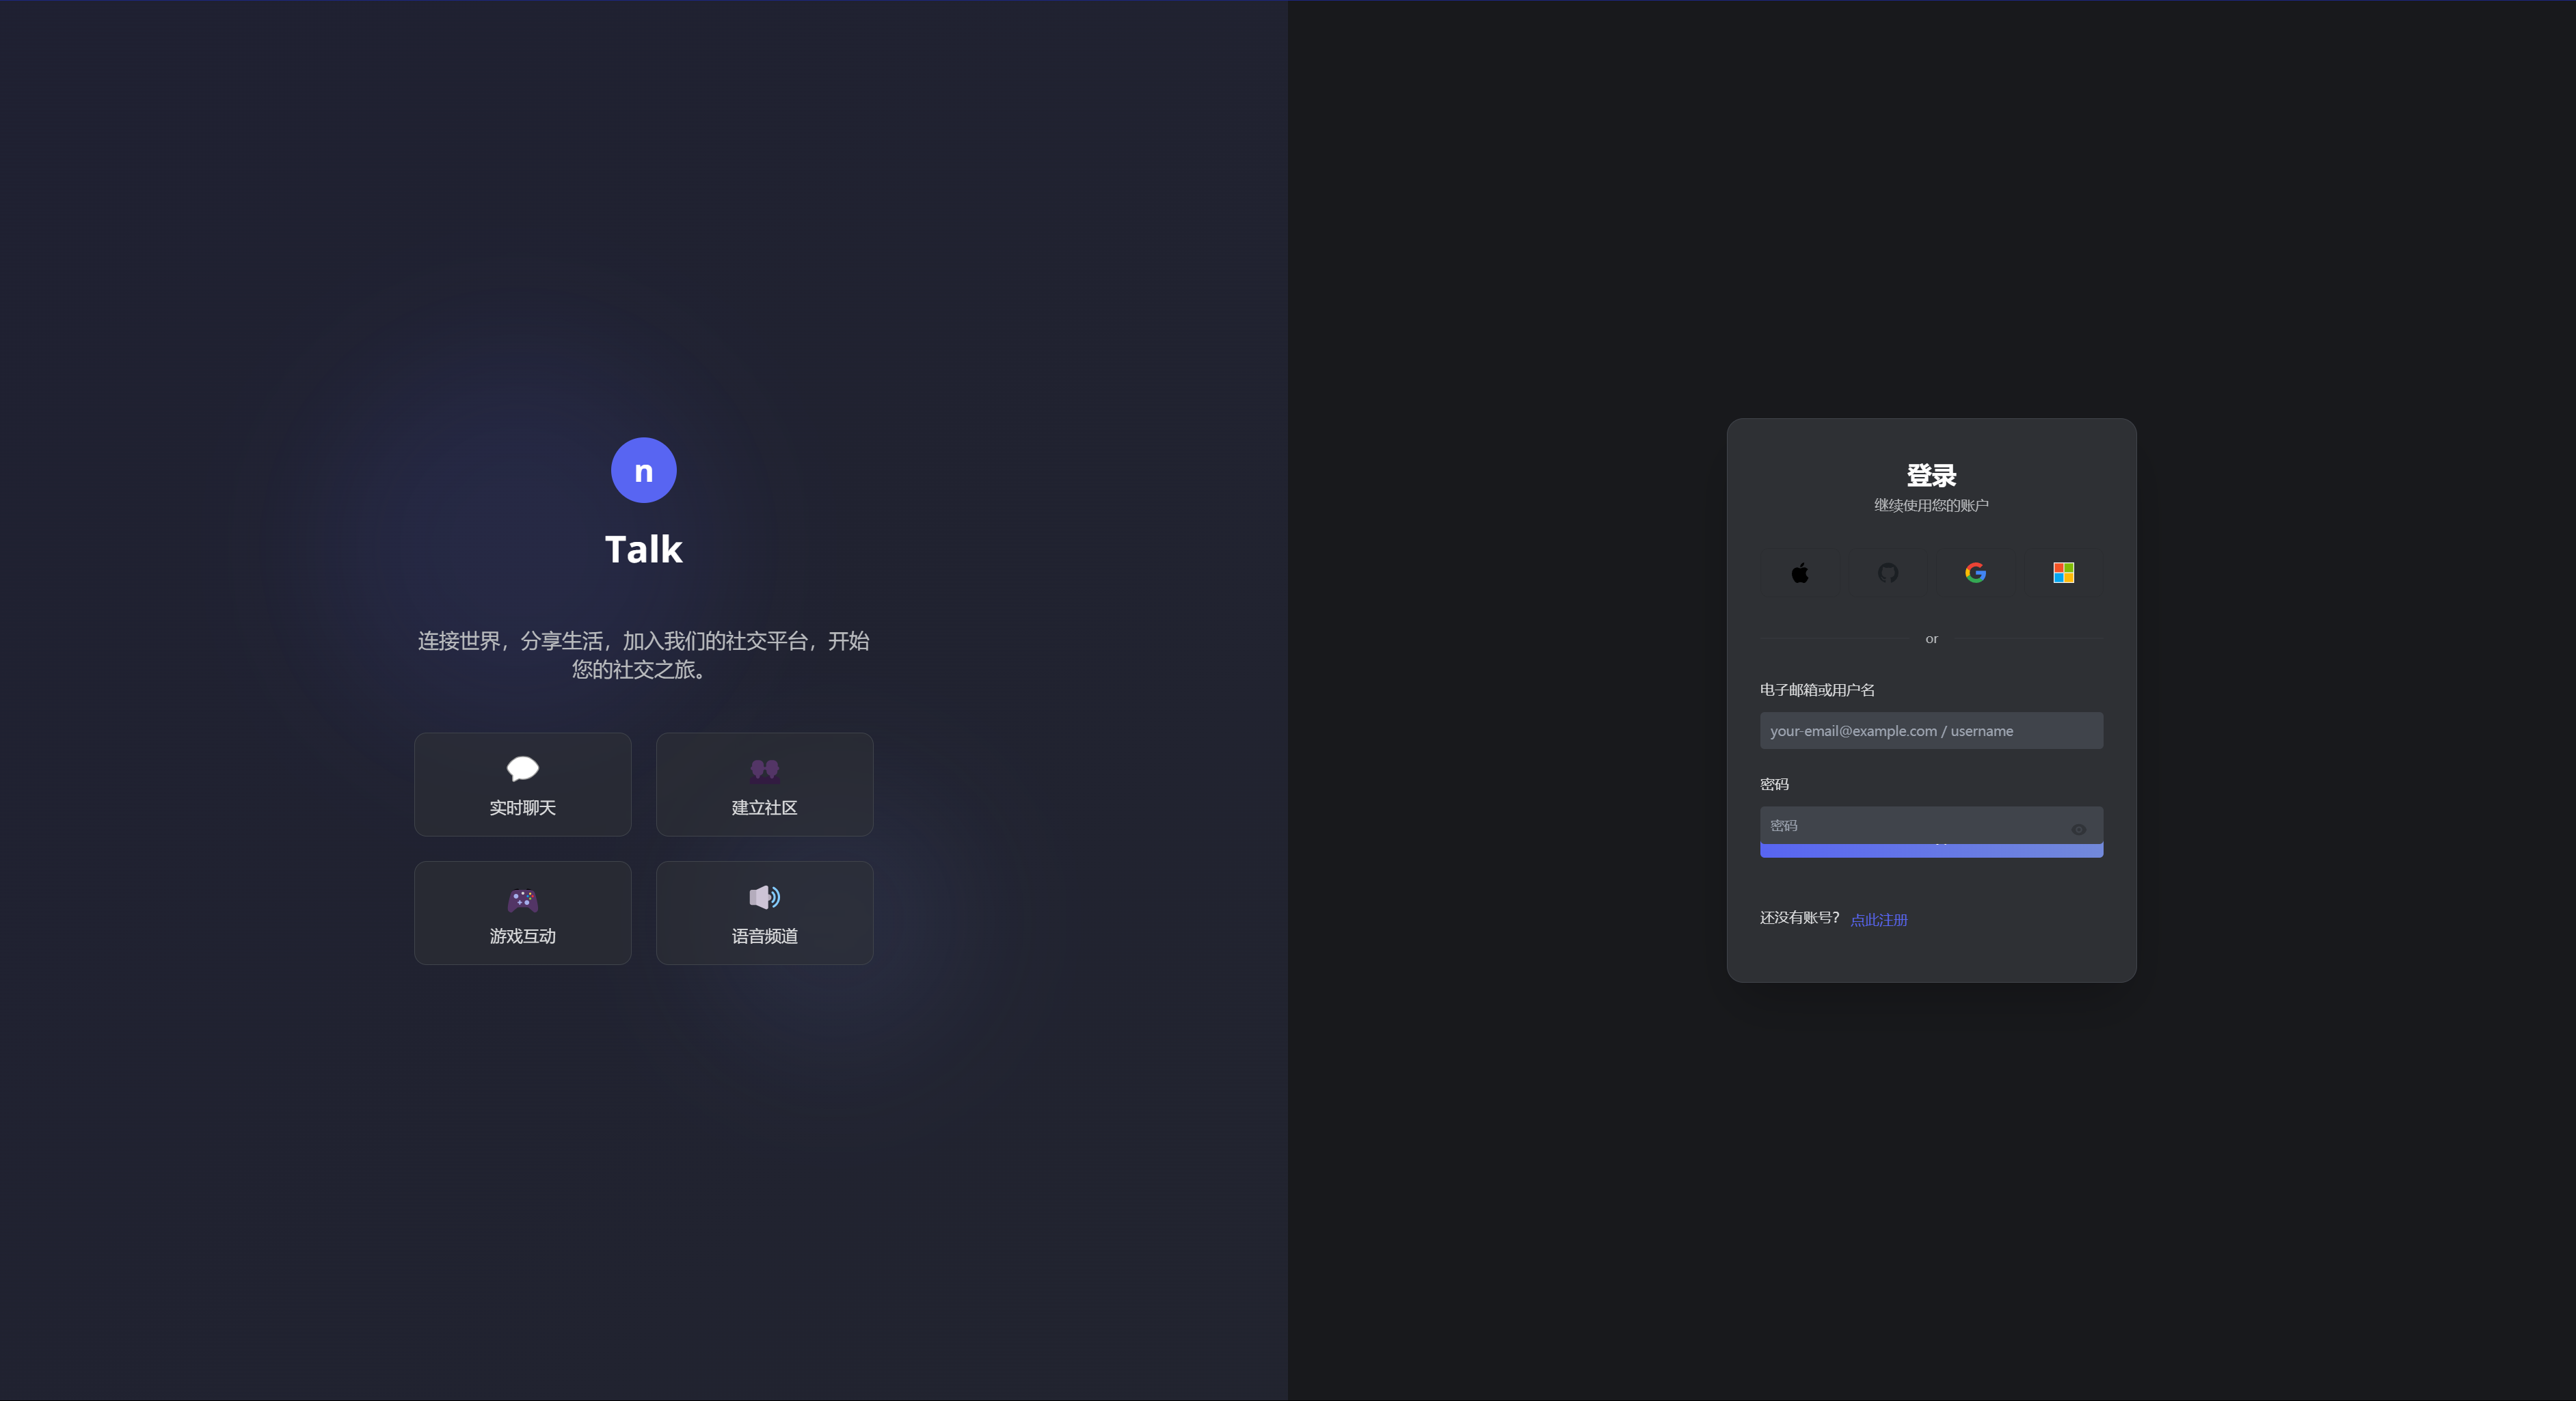 n
Talk
连接世界，分享生活，加入我们的社交平台，开始
您的社交之旅。
实时聊天
建立社区
游戏互动
语音频道
登录
继续使用您的账户
or
电子邮箱或用户名
your-email@example.com / username
密码
密码
还没有账号？ 点此注册